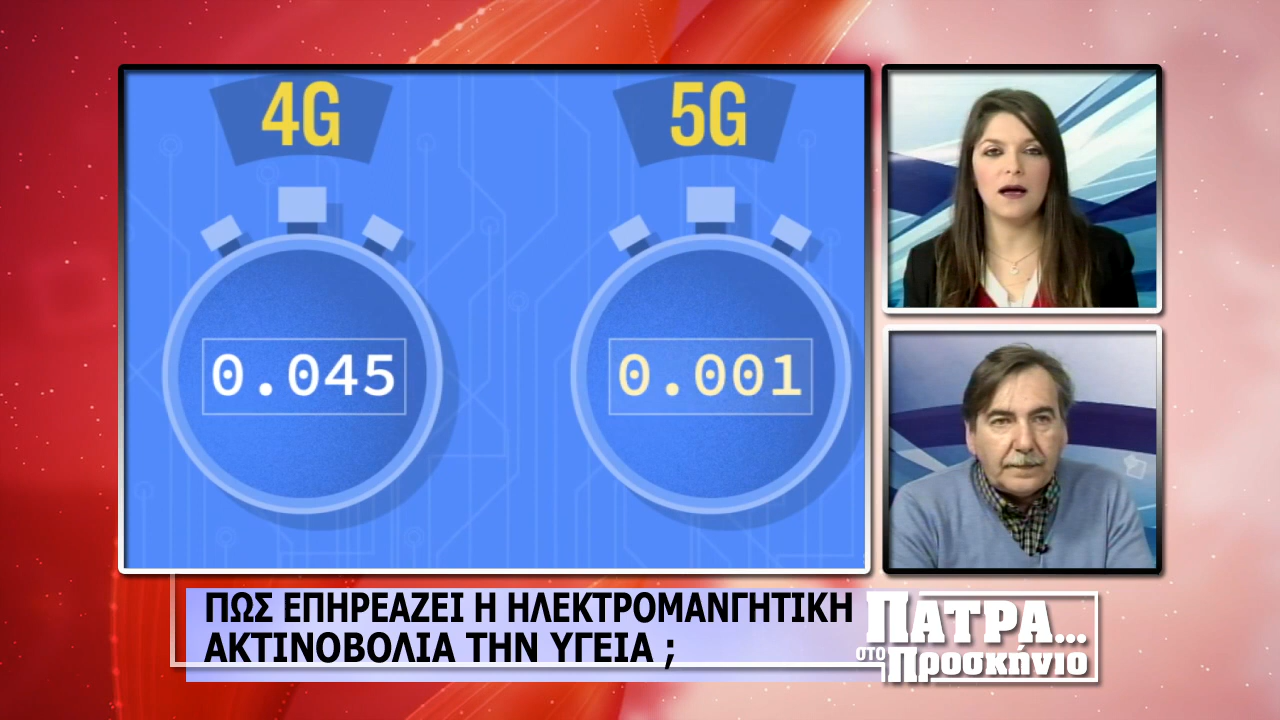 4G
5G
0.045
0.001
ΠΩΣ ΕΠΗΡΕΑΖΕΙ Η ΗΛΕΚΤΡΟΜΑΝΓΗΤΙΚΗ
ΑΚΤΙΝΟΒΟΛΙΑ ΤΗΝ ΥΓΕΙΑ ;
ΠΑΤΡΑ...
στο Προσκήνιο